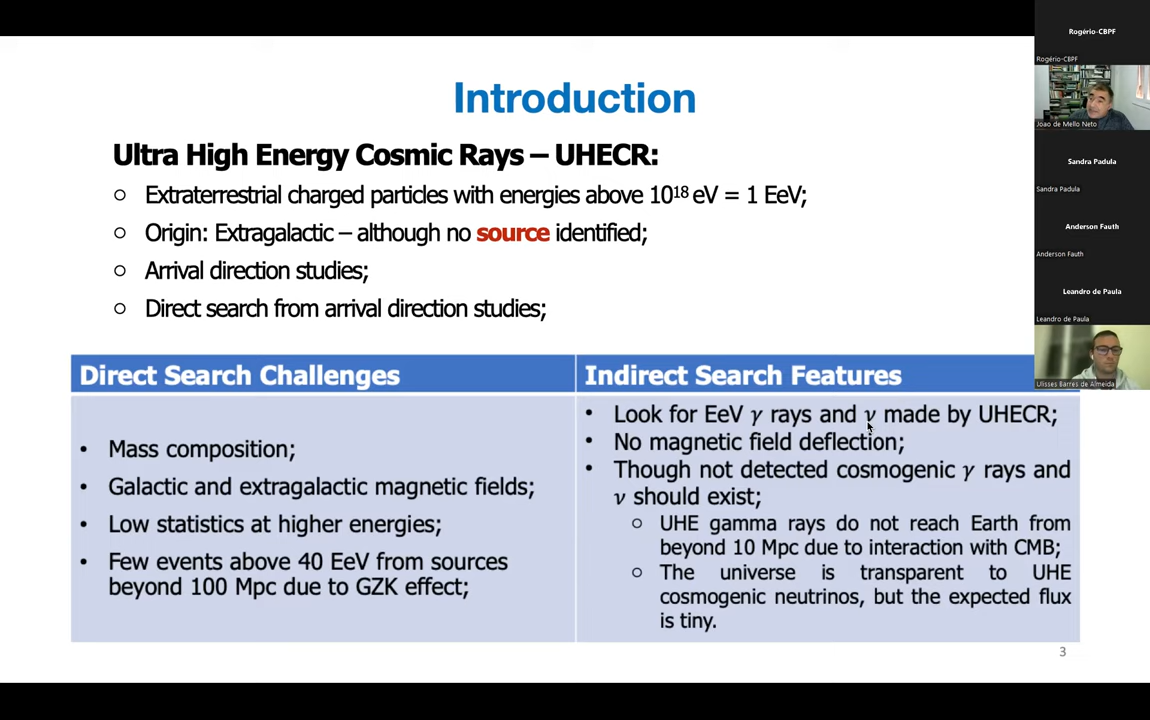 Introduction
Ultra High Energy Cosmic Rays – UHECR:
○ Extraterrestrial charged particles with energies above 10¹⁸ eV = 1 EeV;
○ Origin: Extragalactic – although no source identified;
○ Arrival direction studies;
○ Direct search from arrival direction studies;
Direct Search Challenges
• Mass composition;
• Galactic and extragalactic magnetic fields;
• Low statistics at higher energies;
• Few events above 40 EeV from sources
beyond 100 Mpc due to GZK effect;
Indirect Search Features
• Look for EeV γ rays and ν made by UHECR;
• No magnetic field deflection;
• Though not detected cosmogenic γ rays and
ν should exist;
○ UHE gamma rays do not reach Earth from
beyond 10 Mpc due to interaction with CMB;
○ The universe is transparent to UHE
cosmogenic neutrinos, but the expected flux
is tiny.
3
Rogério-CBPF
Rogério-CBPF
Joao de Mello Neto
Sandra Padula
Sandra Padula
Anderson Fauth
Anderson Fauth
Leandro de Paula
Leandro de Paula
Ulisses Barres de Almeida